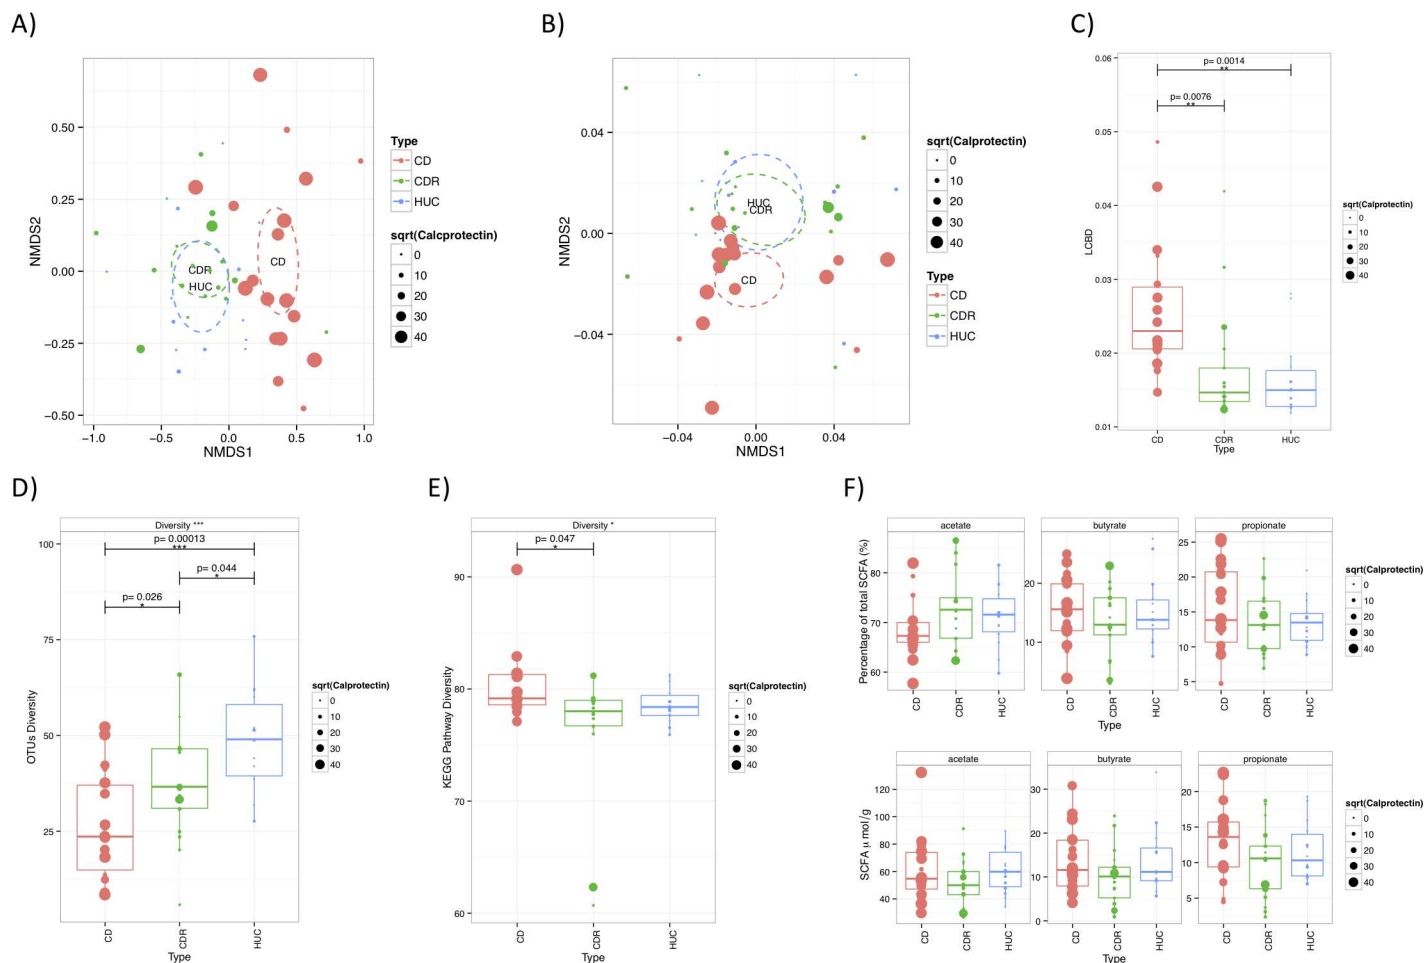 A)
0.50
0.25
0.00
−0.25
−0.50
NMDS2
−1.0 −0.5 0.0 0.5 1.0
NMDS1
CD
CDR
HUC
Type
CD
CDR
HUC
sqrt(Calcprotectin)
0
10
20
30
40
B)
0.04
0.00
−0.04
NMDS2
−0.04 0.00 0.04
NMDS1
HUC
CDR
CD
sqrt(Calprotectin)
0
10
20
30
40
Type
CD
CDR
HUC
C)
0.06
0.05
0.04
0.03
0.02
0.01
LCBD
p= 0.0014
**
p= 0.0076
**
CD CDR HUC
Type
sqrt(Calprotectin)
0
10
20
30
40
D)
Diversity ***
p= 0.00013
***
p= 0.044
*
p= 0.026
*
100
75
50
25
OTUs Diversity
CD CDR HUC
Type
sqrt(Calprotectin)
0
10
20
30
40
E)
Diversity *
p= 0.047
*
90
80
70
60
KEGG Pathway Diversity
CD CDR HUC
Type
sqrt(Calprotectin)
0
10
20
30
40
F)
acetate butyrate propionate
Percentage of total SCFA (%)
80
70
60
20
10
25
20
15
10
5
CD CDR HUC CD CDR HUC CD CDR HUC
Type
sqrt(Calprotectin)
0
10
20
30
40
acetate butyrate propionate
SCFA μ mol/g
120
100
80
60
40
30
20
10
0
20
15
10
5
CD CDR HUC CD CDR HUC CD CDR HUC
Type
sqrt(Calprotectin)
0
10
20
30
40